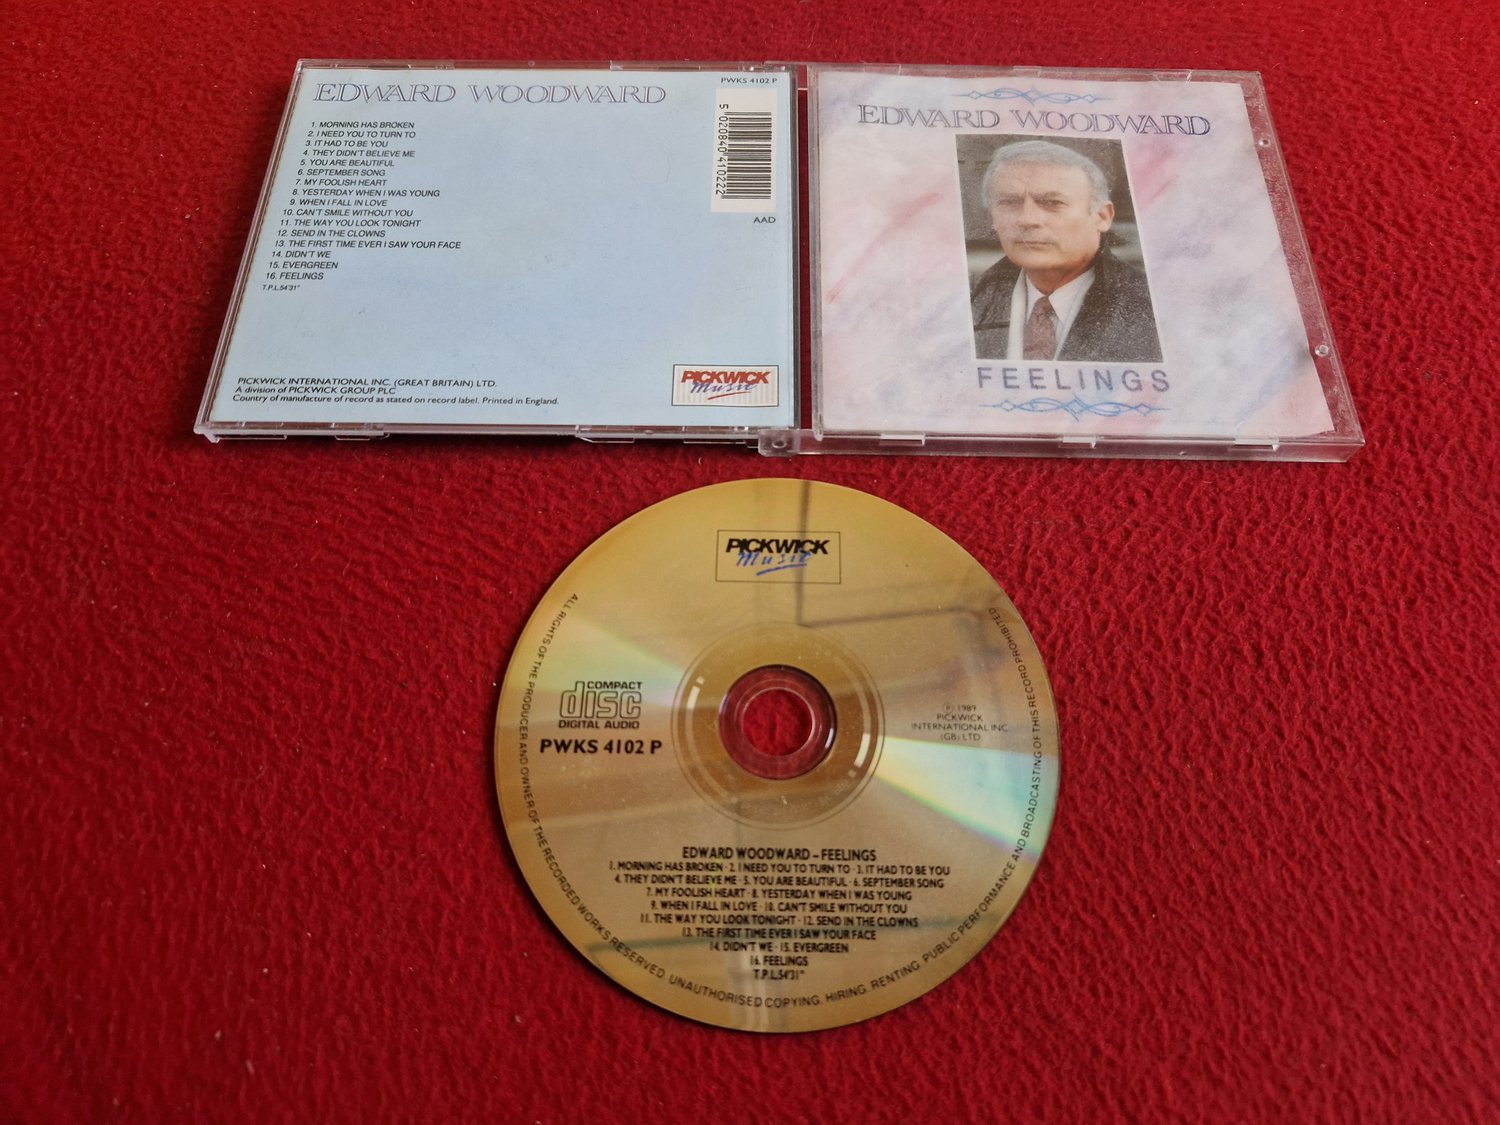 EDWARD WOODWARD
PWKS 4102 P
1. MORNING HAS BROKEN
2. I NEED YOU TO TURN TO
3. IT HAD TO BE YOU
4. THEY DIDN'T BELIEVE ME
5. YOU ARE BEAUTIFUL
6. SEPTEMBER SONG
7. MY FOOLISH HEART
8. YESTERDAY WHEN I WAS YOUNG
9. WHEN I FALL IN LOVE
10. CAN'T SMILE WITHOUT YOU
11. THE WAY YOU LOOK TONIGHT
12. SEND IN THE CLOWNS
13. THE FIRST TIME EVER I SAW YOUR FACE
14. DIDN'T WE
15. EVERGREEN
16. FEELINGS
T.P.L.54'31"
5 020840 410222
AAD
PICKWICK INTERNATIONAL INC. (GREAT BRITAIN) LTD.
A division of PICKWICK GROUP PLC
Country of manufacture of record as stated on record label. Printed in England.
PICKWICK
Music
EDWARD WOODWARD
FEELINGS
PICKWICK
Music
COMPACT
disc
DIGITAL AUDIO
PWKS 4102 P
℗ 1989
PICKWICK
INTERNATIONAL INC.
(GB) LTD
EDWARD WOODWARD – FEELINGS
1. MORNING HAS BROKEN · 2. I NEED YOU TO TURN TO · 3. IT HAD TO BE YOU
4. THEY DIDN'T BELIEVE ME · 5. YOU ARE BEAUTIFUL · 6. SEPTEMBER SONG
7. MY FOOLISH HEART · 8. YESTERDAY WHEN I WAS YOUNG
9. WHEN I FALL IN LOVE · 10. CAN'T SMILE WITHOUT YOU
11. THE WAY YOU LOOK TONIGHT · 12. SEND IN THE CLOWNS
13. THE FIRST TIME EVER I SAW YOUR FACE
14. DIDN'T WE · 15. EVERGREEN
16. FEELINGS
T.P.L.54'31"
ALL RIGHTS OF THE PRODUCER AND OWNER OF THE RECORDED WORKS RESERVED. UNAUTHORISED COPYING, HIRING, RENTING, PUBLIC PERFORMANCE AND BROADCASTING OF THIS RECORD PROHIBITED